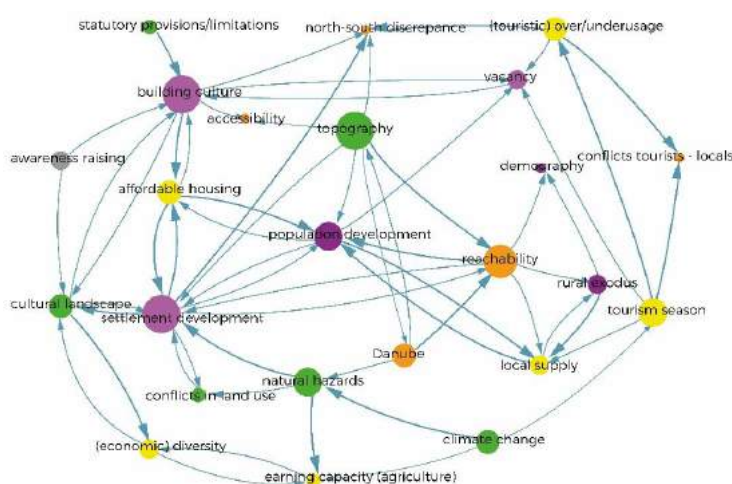 statutory provisions/limitations
north-south discrepance
(touristic) over/underusage
building culture
vacancy
accessibility
topography
awareness raising
demography
conflicts tourists - locals
affordable housing
population development
reachability
rural exodus
cultural landscape
settlement development
tourism season
Danube
local supply
natural hazards
conflicts in land use
climate change
(economic) diversity
earning capacity (agriculture)